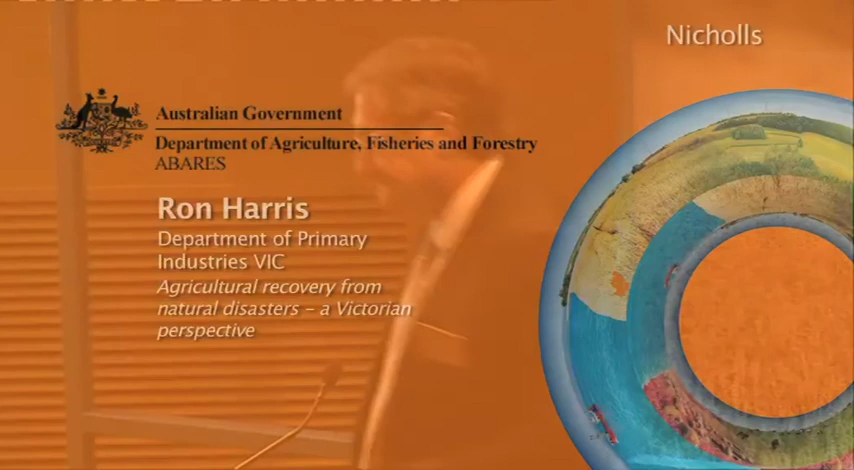 Nicholls
Australian Government
Department of Agriculture, Fisheries and Forestry
ABARES
Ron Harris
Department of Primary
Industries VIC
Agricultural recovery from
natural disasters – a Victorian
perspective